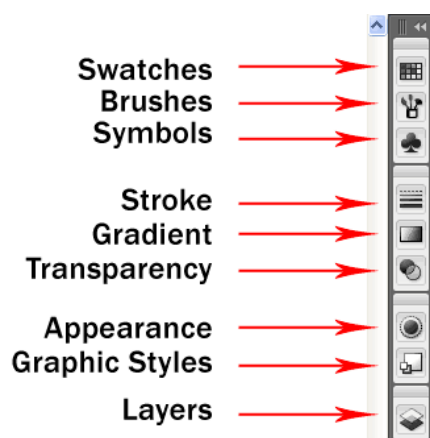 Swatches
Brushes
Symbols
Stroke
Gradient
Transparency
Appearance
Graphic Styles
Layers